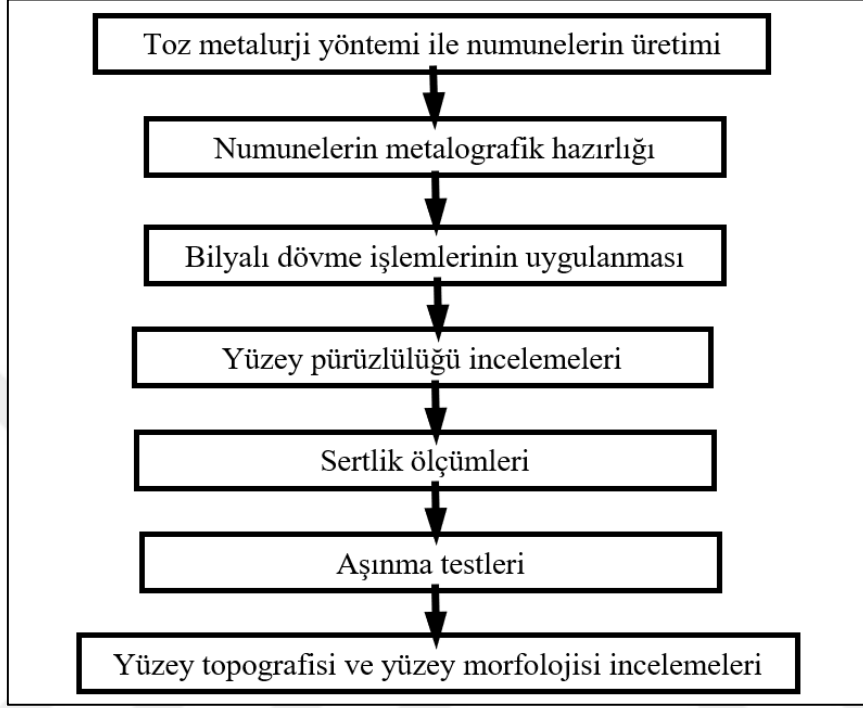 Toz metalurji yöntemi ile numunelerin üretimi
Numunelerin metalografik hazırlığı
Bilyalı dövme işlemlerinin uygulanması
Yüzey pürüzlülüğü incelemeleri
Sertlik ölçümleri
Aşınma testleri
Yüzey topografisi ve yüzey morfolojisi incelemeleri